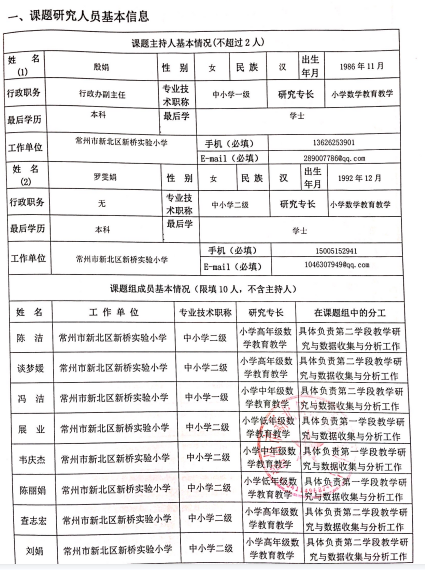 一、课题研究人员基本信息
课题主持人基本情况(不超过 2 人)
姓 名 (1) 殷娟 性 别 女 民 族 汉 出生年月 1986 年 11 月
行政职务 行政办副主任 专业技术职称 中小学一级 研究专长 小学数学教育教学
最后学历 本科 最后学 学士
工作单位 常州市新北区新桥实验小学 手机（必填） 13626253901
E-mail（必填） 289007786@qq.com
姓 名 (2) 罗雯娟 性 别 女 民 族 汉 出生年月 1992 年 12 月
行政职务 无 专业技术职称 中小学二级 研究专长 小学数学教育教学
最后学历 本科 最后学 学士
工作单位 常州市新北区新桥实验小学 手机（必填） 15005152941
E-mail（必填） 1046307949@qq.com
课题组成员基本情况（限填 10 人，不含主持人）
姓 名 工 作 单 位 专业技术职称 研究专长 在课题组中的分工
陈 洁 常州市新北区新桥实验小学 中小学二级 小学高年级数学教育教学 具体负责第二学段教学研究与数据收集与分析工作
谈梦媛 常州市新北区新桥实验小学 中小学二级 小学高年级数学教育教学 具体负责第二学段教学研究与数据收集与分析工作
冯 洁 常州市新北区新桥实验小学 中小学一级 小学中年级数学教育教学 具体负责第二学段教学研究与数据收集与分析工作
展 业 常州市新北区新桥实验小学 中小学二级 小学低年级数学教育教学 具体负责第一学段教学研究与数据收集与分析工作
韦庆杰 常州市新北区新桥实验小学 中小学二级 小学中年级数学教育教学 具体负责第一学段教学研究与数据收集与分析工作
陈丽娟 常州市新北区新桥实验小学 中小学二级 小学低年级数学教育教学 具体负责第一学段教学研究与数据收集与分析工作
查志宏 常州市新北区新桥实验小学 中小学二级 小学高年级数学教育教学 具体负责第二学段教学研究与数据收集与分析工作
刘娟 常州市新北区新桥实验小学 中小学二级 小学高年级数学教育教学 具体负责第二学段教学研究与数据收集与分析工作